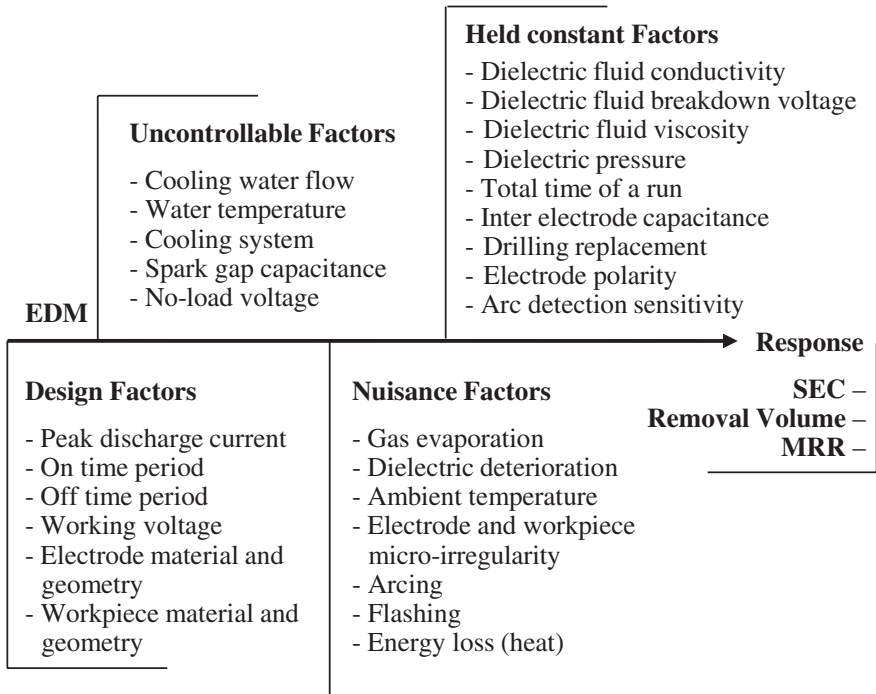 Held constant Factors
- Dielectric fluid conductivity
- Dielectric fluid breakdown voltage
- Dielectric fluid viscosity
- Dielectric pressure
- Total time of a run
- Inter electrode capacitance
- Drilling replacement
- Electrode polarity
- Arc detection sensitivity
Uncontrollable Factors
- Cooling water flow
- Water temperature
- Cooling system
- Spark gap capacitance
- No-load voltage
EDM
Response
SEC –
Removal Volume –
MRR –
Design Factors
- Peak discharge current
- On time period
- Off time period
- Working voltage
- Electrode material and
geometry
- Workpiece material and
geometry
Nuisance Factors
- Gas evaporation
- Dielectric deterioration
- Ambient temperature
- Electrode and workpiece
micro-irregularity
- Arcing
- Flashing
- Energy loss (heat)